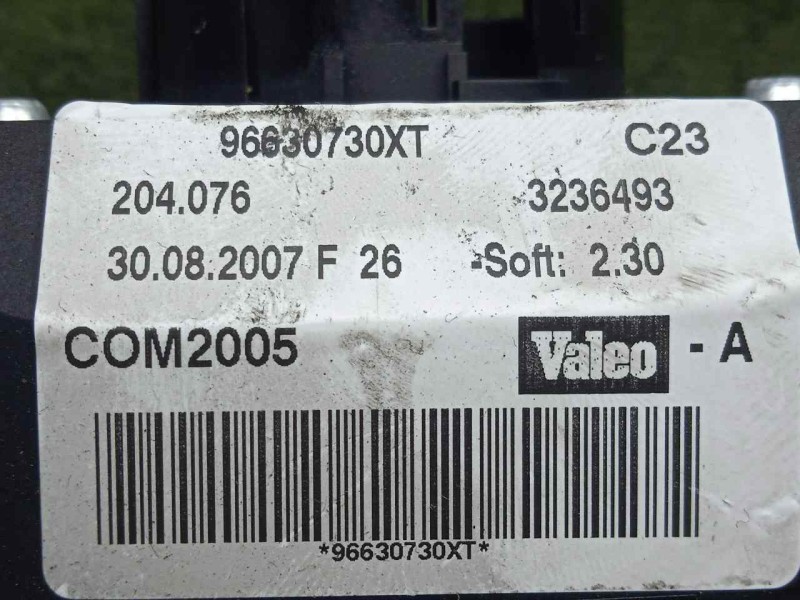 96630730XT C23
204.076 3236493
30.08.2007 F 26 -Soft: 2.30
COM2005 Valeo - A
*96630730XT*